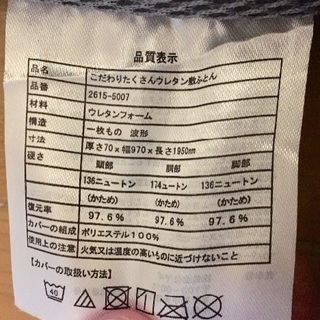 品質表示
品名 こだわりたくさんウレタン敷ふとん
品番 2615-5007
材料 ウレタンフォーム
構造 一枚もの 波形
寸法 厚さ70×幅970×長さ1950mm
硬さ 頭部 胴部 脚部
136ニュートン 174ニュートン 136ニュートン
(かため) (かため) (かため)
復元率 97.6% 97.6% 97.6%
カバーの組成 ポリエステル100%
使用上の注意 火気又は温度の高いものに近づけないこと
【カバーの取扱い方法】
40